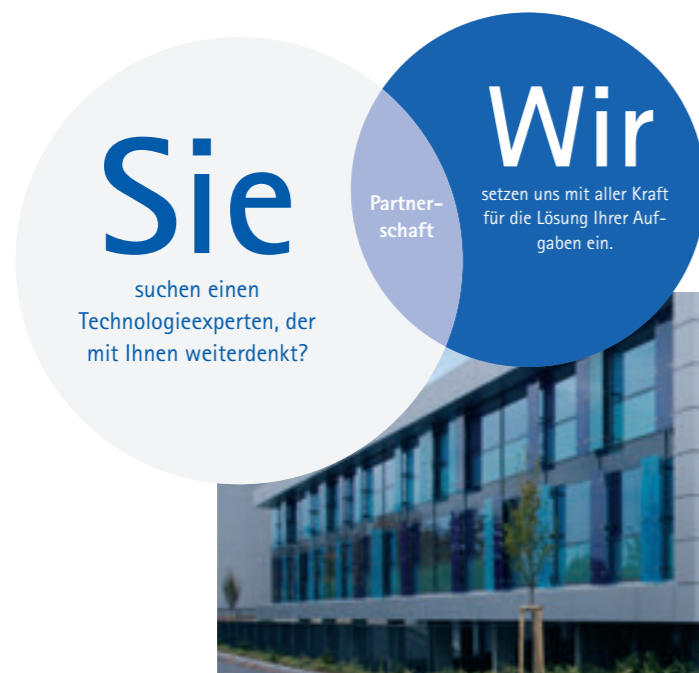 Sie
suchen einen
Technologieexperten, der
mit Ihnen weiterdenkt?
Partner-
schaft
Wir
setzen uns mit aller Kraft
für die Lösung Ihrer Auf-
gaben ein.